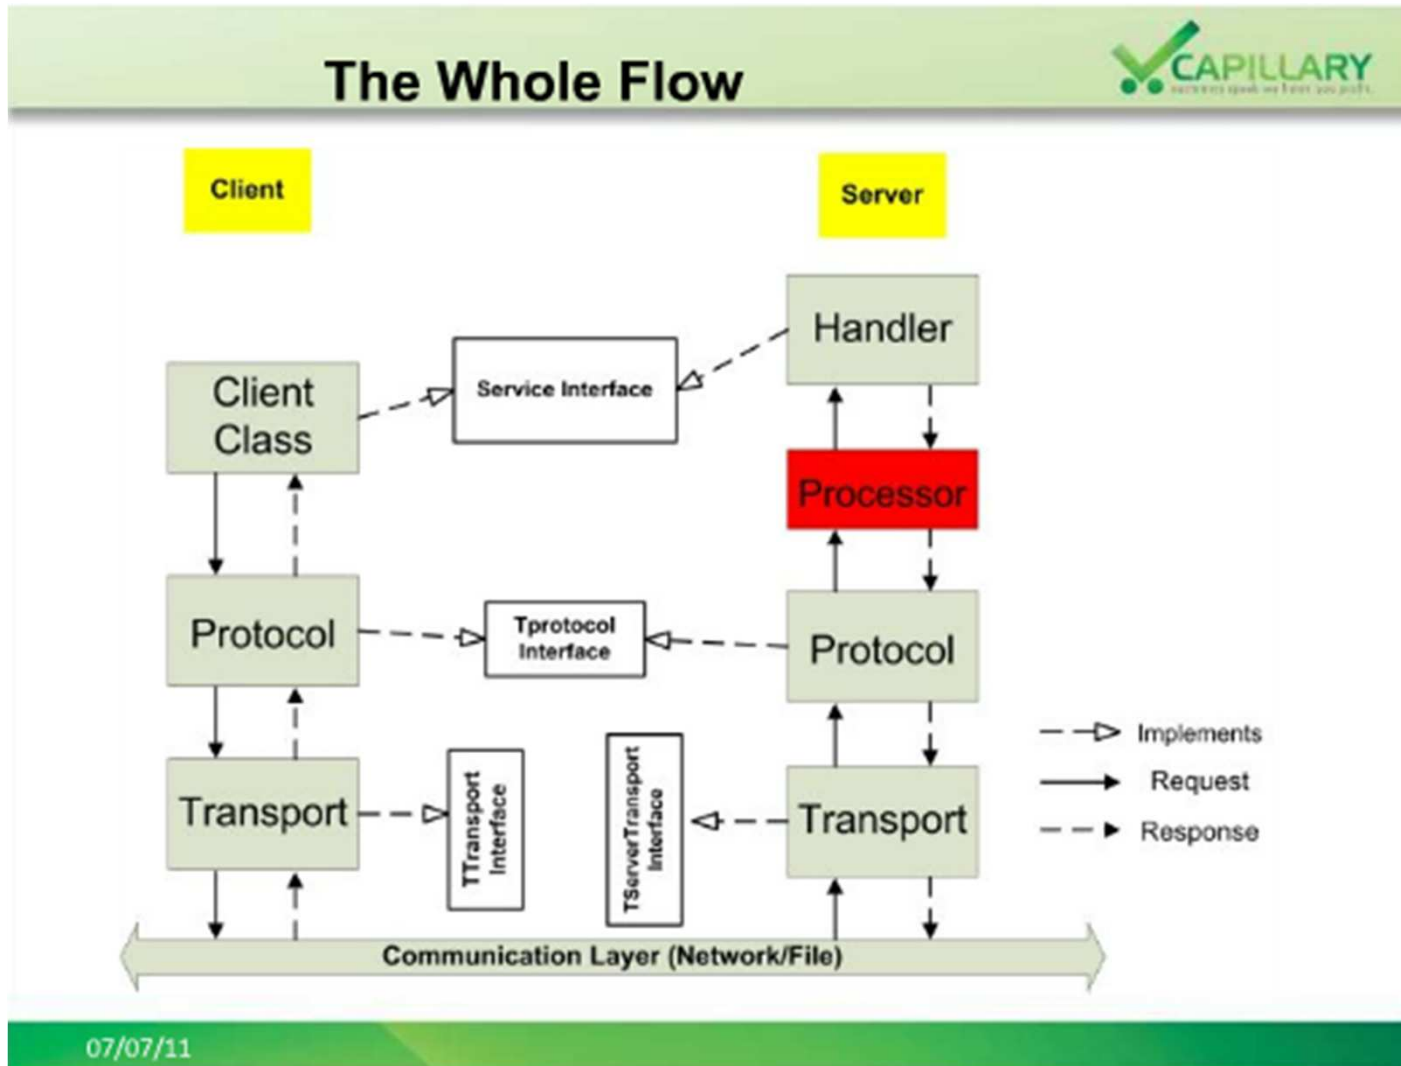 The Whole Flow
CAPILLARY
Client
Server
Handler
Service Interface
Client
Class
Processor
Protocol
Tprotocol
Interface
Protocol
Implements
Transport
TTransport
Interface
TServerTransport
Interface
Transport
Request
Response
Communication Layer (Network/File)
07/07/11